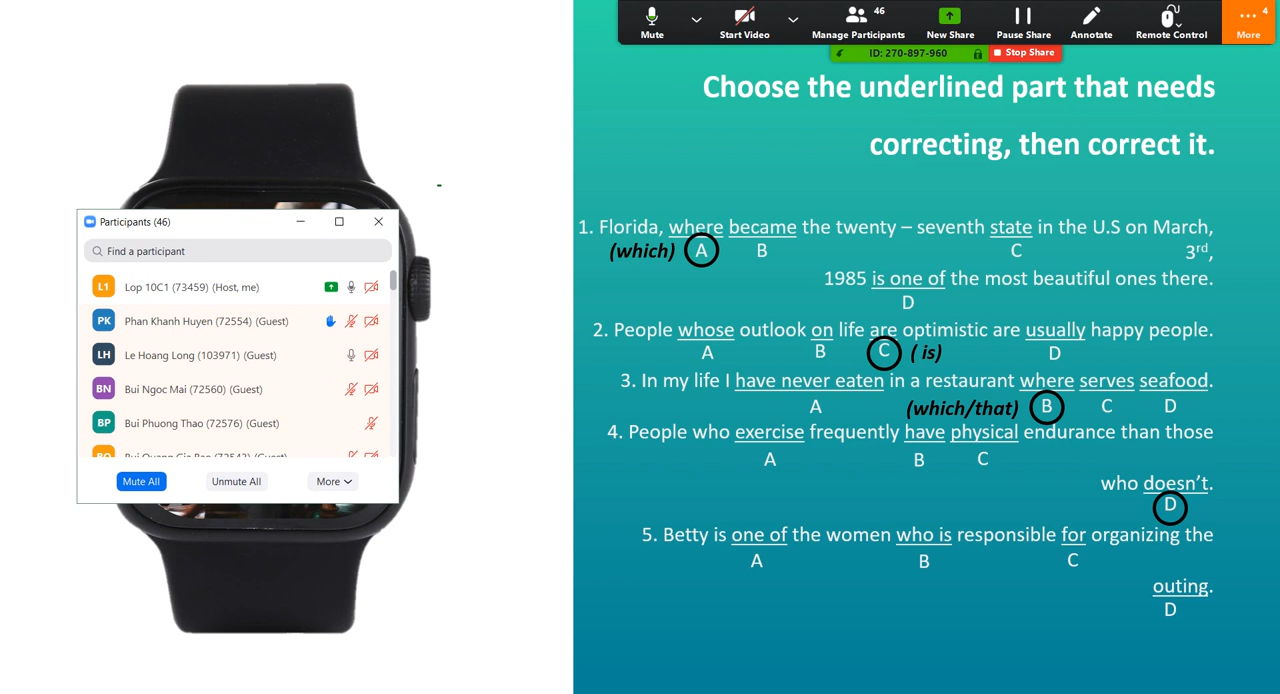 46
4
Mute
Start Video
Manage Participants
New Share
Pause Share
Annotate
Remote Control
More
ID: 270-897-960
Stop Share
Choose the underlined part that needs
correcting, then correct it.
1. Florida, where became the twenty – seventh state in the U.S on March,
(which) A B C 3rd,
1985 is one of the most beautiful ones there.
D
2. People whose outlook on life are optimistic are usually happy people.
A B C ( is) D
3. In my life I have never eaten in a restaurant where serves seafood.
A (which/that) B C D
4. People who exercise frequently have physical endurance than those
A B C
who doesn't.
D
5. Betty is one of the women who is responsible for organizing the
A B C
outing.
D
Participants (46)
Find a participant
L1 Lop 10C1 (73459) (Host, me)
PK Phan Khanh Huyen (72554) (Guest)
LH Le Hoang Long (103971) (Guest)
BN Bui Ngoc Mai (72560) (Guest)
BP Bui Phuong Thao (72576) (Guest)
Mute All
Unmute All
More